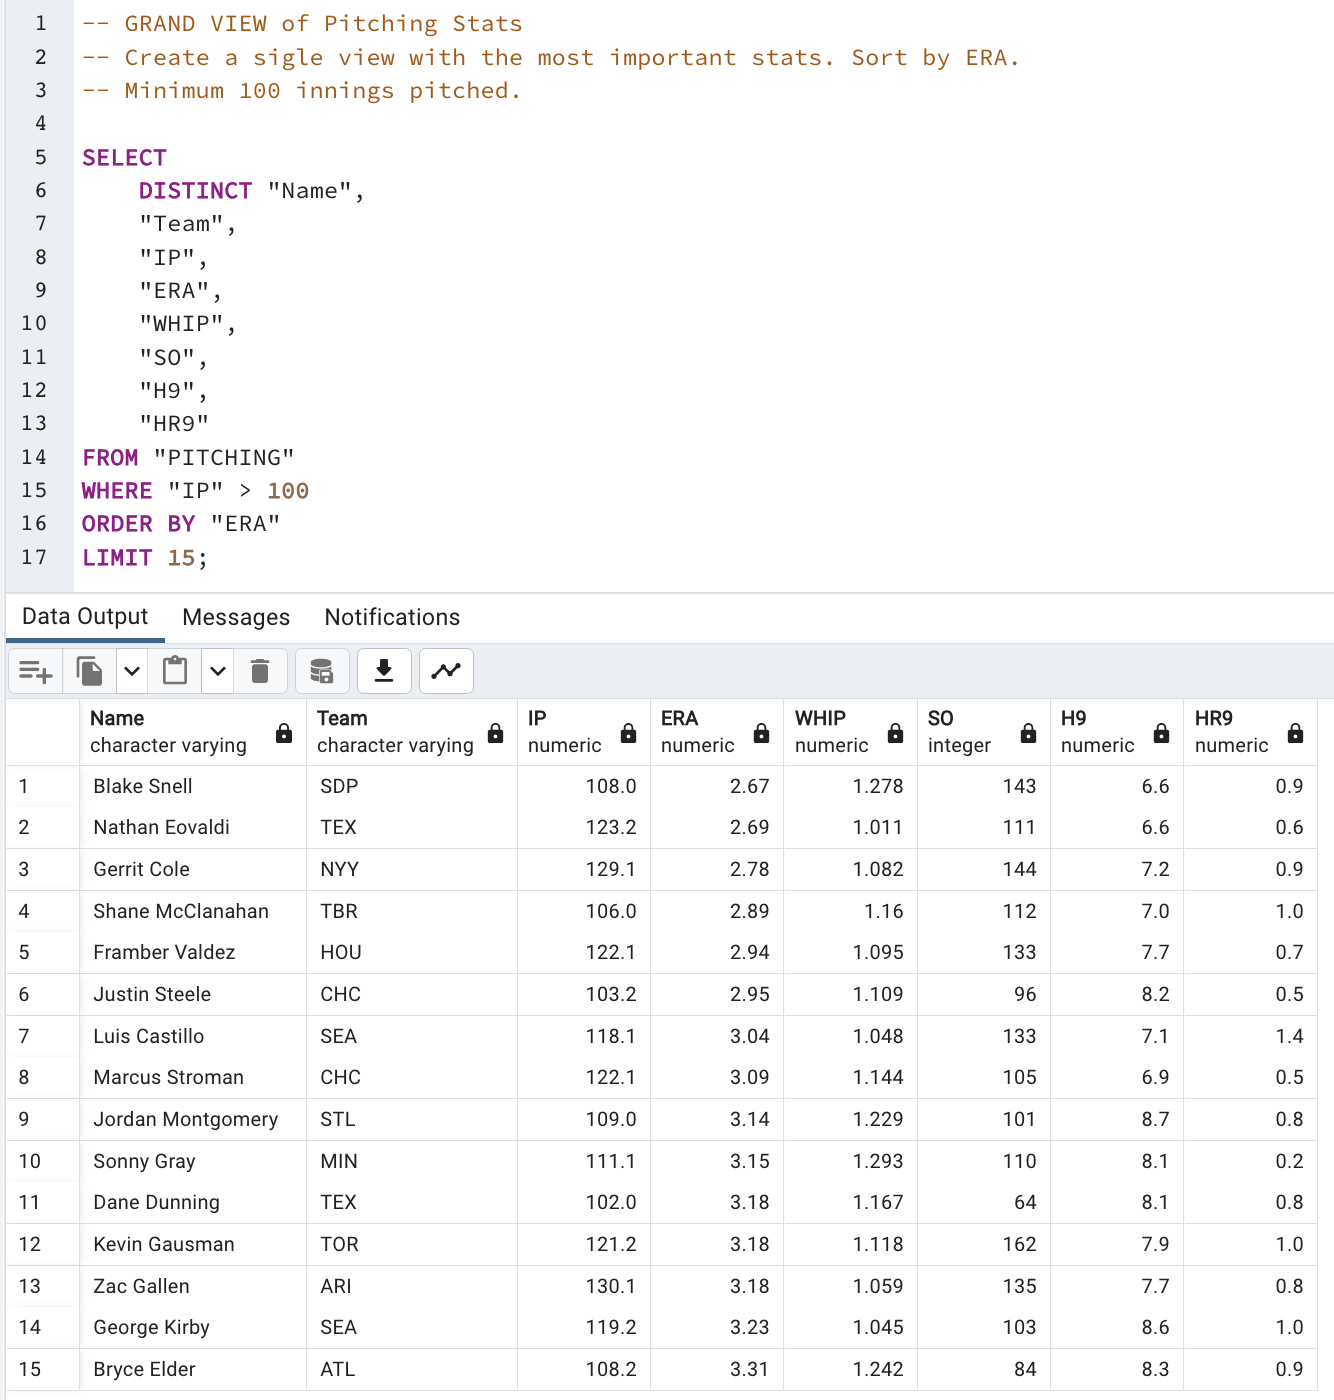 1 -- GRAND VIEW of Pitching Stats
2 -- Create a sigle view with the most important stats. Sort by ERA.
3 -- Minimum 100 innings pitched.
4
5 SELECT
6 DISTINCT "Name",
7 "Team",
8 "IP",
9 "ERA",
10 "WHIP",
11 "SO",
12 "H9",
13 "HR9"
14 FROM "PITCHING"
15 WHERE "IP" > 100
16 ORDER BY "ERA"
17 LIMIT 15;
Data Output Messages Notifications
Name Team IP ERA WHIP SO H9 HR9
character varying character varying numeric numeric numeric integer numeric numeric
1 Blake Snell SDP 108.0 2.67 1.278 143 6.6 0.9
2 Nathan Eovaldi TEX 123.2 2.69 1.011 111 6.6 0.6
3 Gerrit Cole NYY 129.1 2.78 1.082 144 7.2 0.9
4 Shane McClanahan TBR 106.0 2.89 1.16 112 7.0 1.0
5 Framber Valdez HOU 122.1 2.94 1.095 133 7.7 0.7
6 Justin Steele CHC 103.2 2.95 1.109 96 8.2 0.5
7 Luis Castillo SEA 118.1 3.04 1.048 133 7.1 1.4
8 Marcus Stroman CHC 122.1 3.09 1.144 105 6.9 0.5
9 Jordan Montgomery STL 109.0 3.14 1.229 101 8.7 0.8
10 Sonny Gray MIN 111.1 3.15 1.293 110 8.1 0.2
11 Dane Dunning TEX 102.0 3.18 1.167 64 8.1 0.8
12 Kevin Gausman TOR 121.2 3.18 1.118 162 7.9 1.0
13 Zac Gallen ARI 130.1 3.18 1.059 135 7.7 0.8
14 George Kirby SEA 119.2 3.23 1.045 103 8.6 1.0
15 Bryce Elder ATL 108.2 3.31 1.242 84 8.3 0.9